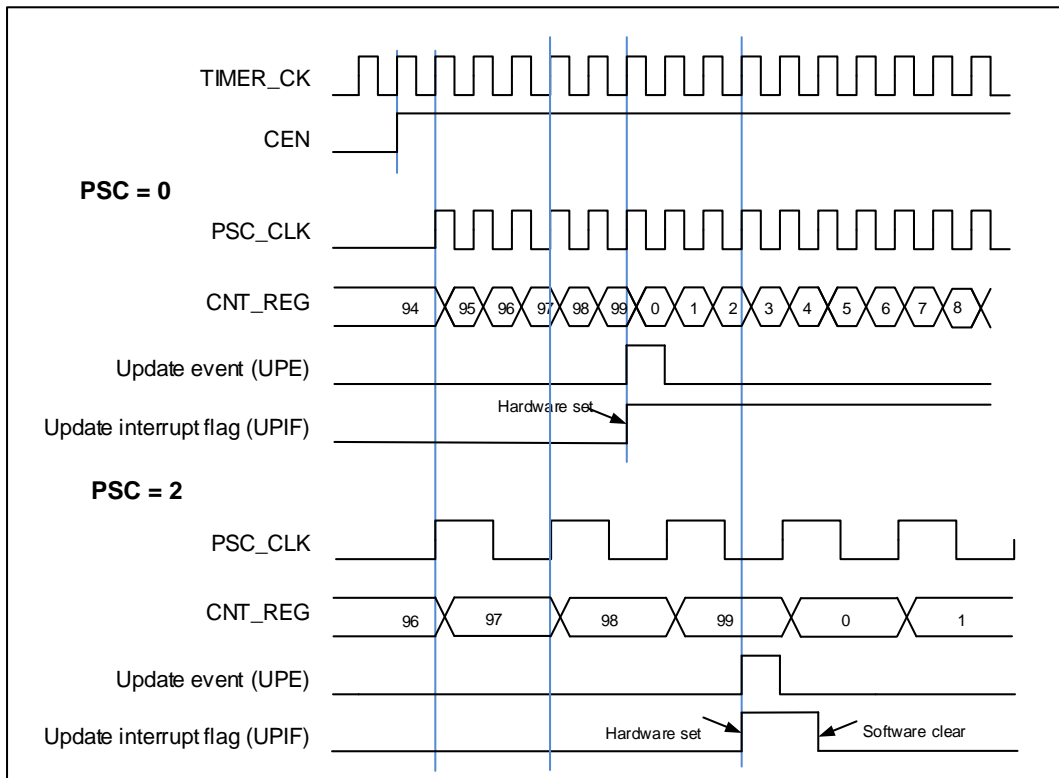 TIMER_CK
CEN
PSC = 0
PSC_CLK
CNT_REG 94 95 96 97 98 99 0 1 2 3 4 5 6 7 8
Update event (UPE)
Hardware set
Update interrupt flag (UPIF)
PSC = 2
PSC_CLK
CNT_REG 96 97 98 99 0 1
Update event (UPE)
Update interrupt flag (UPIF) Hardware set Software clear